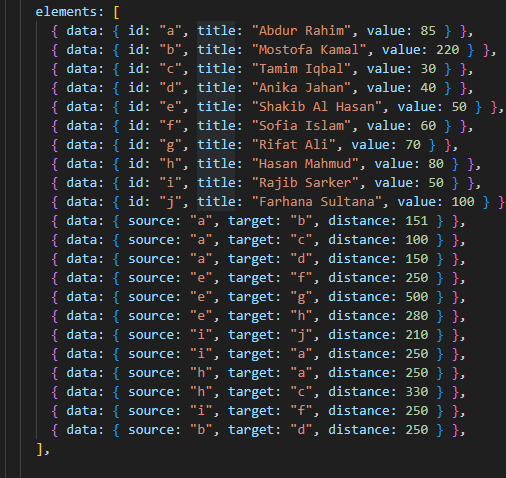 elements: [
{ data: { id: "a", title: "Abdur Rahim", value: 85 } },
{ data: { id: "b", title: "Mostofa Kamal", value: 220 } },
{ data: { id: "c", title: "Tamim Iqbal", value: 30 } },
{ data: { id: "d", title: "Anika Jahan", value: 40 } },
{ data: { id: "e", title: "Shakib Al Hasan", value: 50 } },
{ data: { id: "f", title: "Sofia Islam", value: 60 } },
{ data: { id: "g", title: "Rifat Ali", value: 70 } },
{ data: { id: "h", title: "Hasan Mahmud", value: 80 } },
{ data: { id: "i", title: "Rajib Sarker", value: 50 } },
{ data: { id: "j", title: "Farhana Sultana", value: 100 } }
{ data: { source: "a", target: "b", distance: 151 } },
{ data: { source: "a", target: "c", distance: 100 } },
{ data: { source: "a", target: "d", distance: 150 } },
{ data: { source: "e", target: "f", distance: 250 } },
{ data: { source: "e", target: "g", distance: 500 } },
{ data: { source: "e", target: "h", distance: 280 } },
{ data: { source: "i", target: "j", distance: 210 } },
{ data: { source: "i", target: "a", distance: 250 } },
{ data: { source: "h", target: "a", distance: 250 } },
{ data: { source: "h", target: "c", distance: 330 } },
{ data: { source: "i", target: "f", distance: 250 } },
{ data: { source: "b", target: "d", distance: 250 } },
],